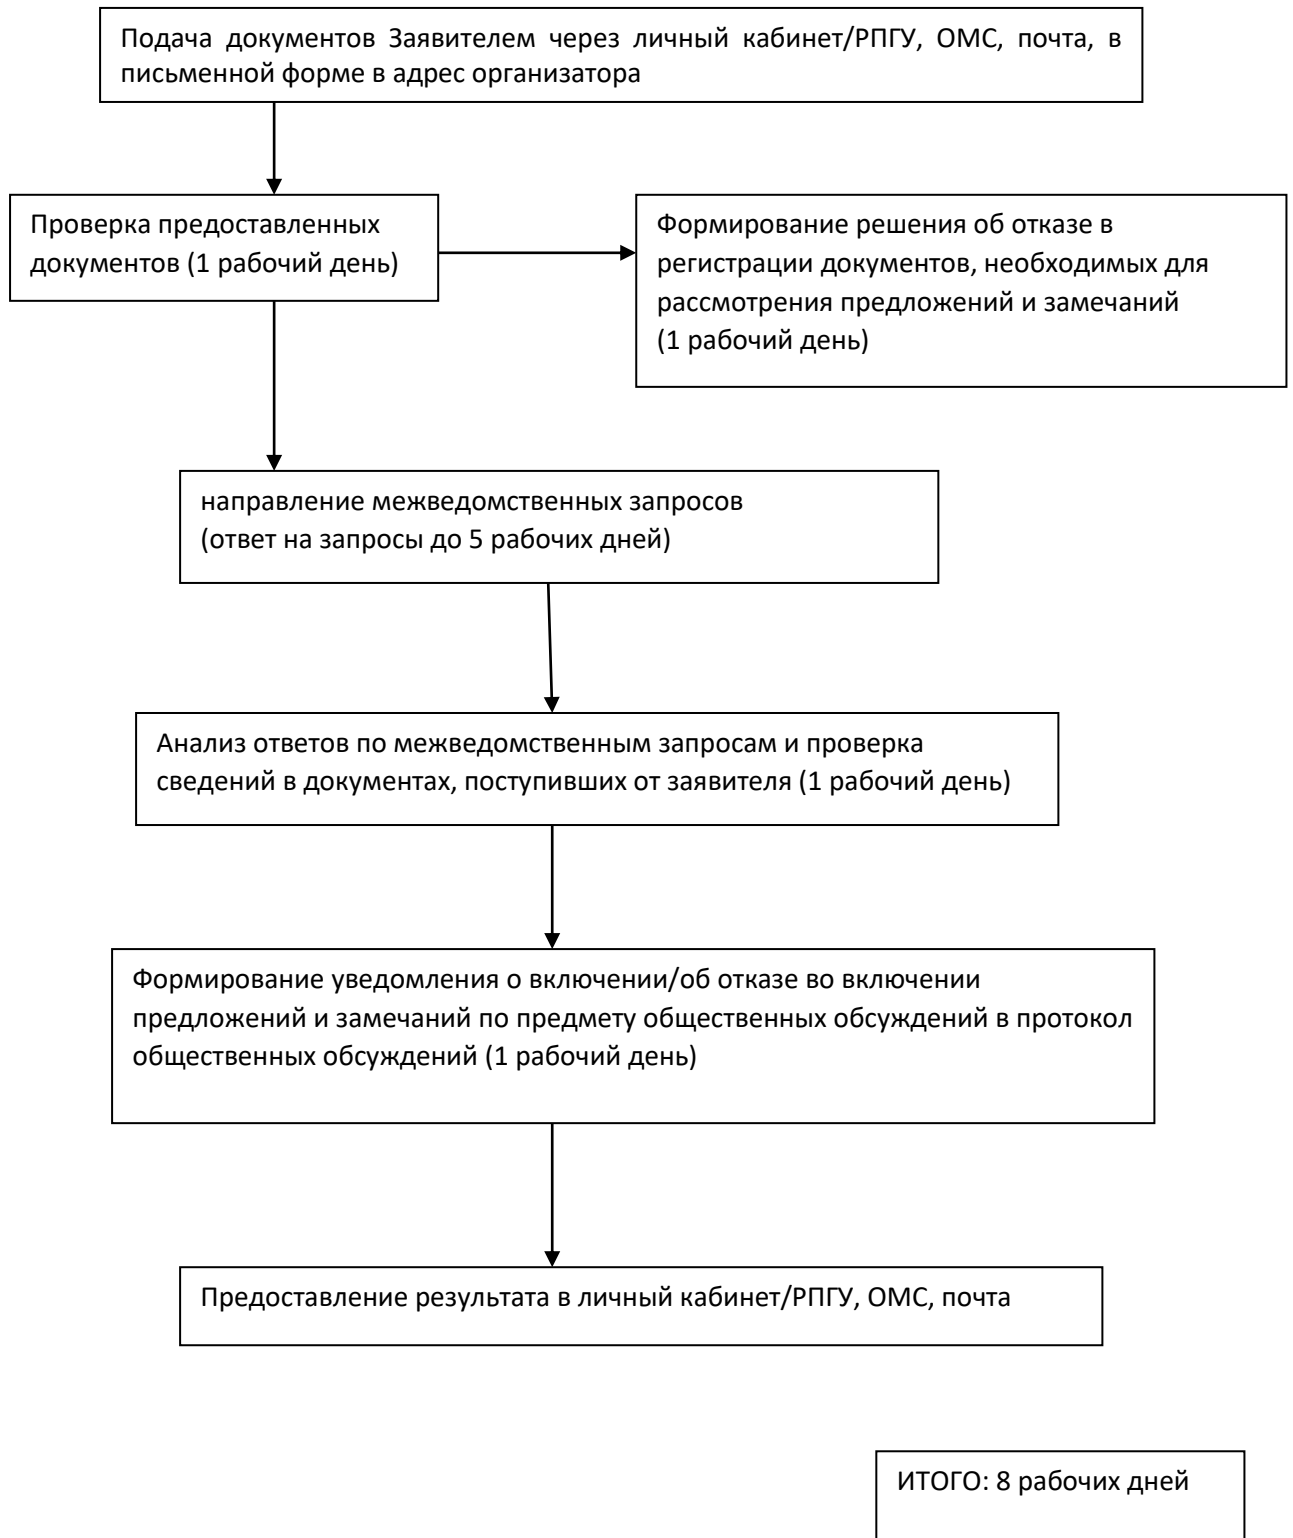 Подача документов Заявителем через личный кабинет/РПГУ, ОМС, почта, в
письменной форме в адрес организатора
Проверка предоставленных
документов (1 рабочий день)
Формирование решения об отказе в
регистрации документов, необходимых для
рассмотрения предложений и замечаний
(1 рабочий день)
направление межведомственных запросов
(ответ на запросы до 5 рабочих дней)
Анализ ответов по межведомственным запросам и проверка
сведений в документах, поступивших от заявителя (1 рабочий день)
Формирование уведомления о включении/об отказе во включении
предложений и замечаний по предмету общественных обсуждений в протокол
общественных обсуждений (1 рабочий день)
Предоставление результата в личный кабинет/РПГУ, ОМС, почта
ИТОГО: 8 рабочих дней